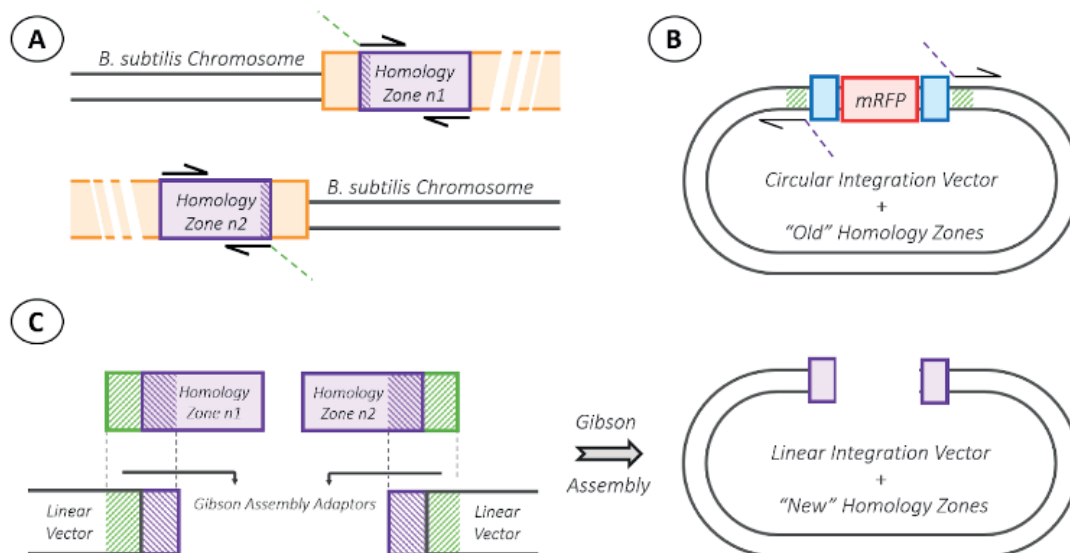 A
B. subtilis Chromosome
Homology
Zone n1
Homology
Zone n2
B. subtilis Chromosome
B
mRFP
Circular Integration Vector
+
“Old” Homology Zones
C
Homology
Zone n1
Homology
Zone n2
Linear
Vector
Gibson Assembly Adaptors
Linear
Vector
Gibson
Assembly
Linear Integration Vector
+
“New” Homology Zones